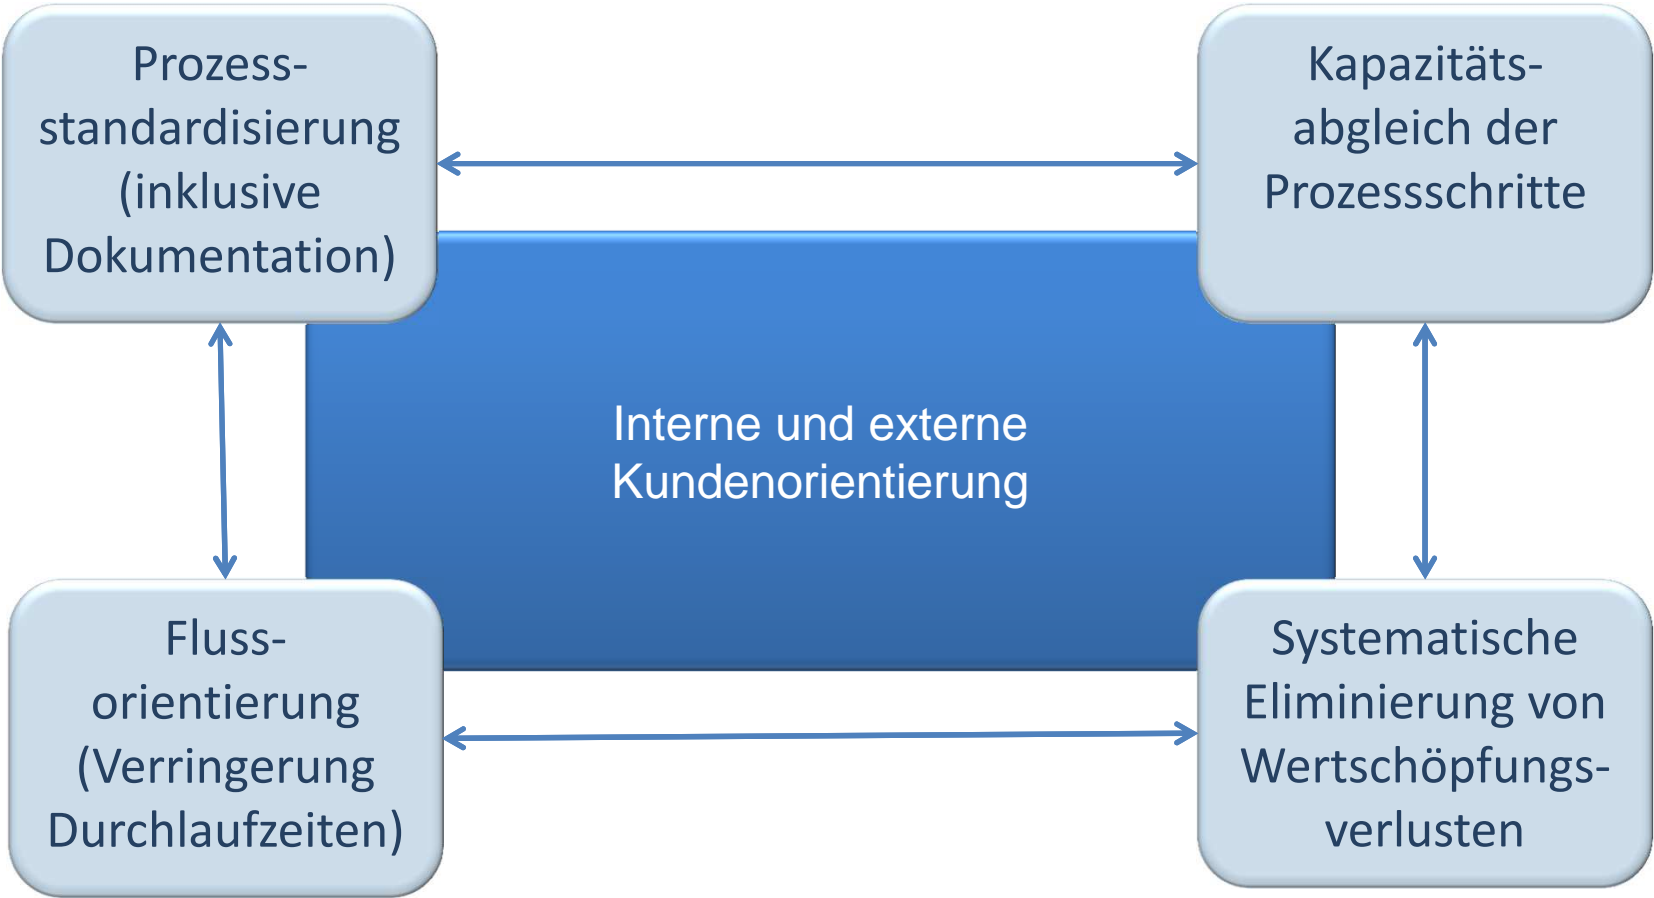 Prozess-
standardisierung
(inklusive
Dokumentation)
Kapazitäts-
abgleich der
Prozessschritte
Interne und externe
Kundenorientierung
Fluss-
orientierung
(Verringerung
Durchlaufzeiten)
Systematische
Eliminierung von
Wertschöpfungs-
verlusten